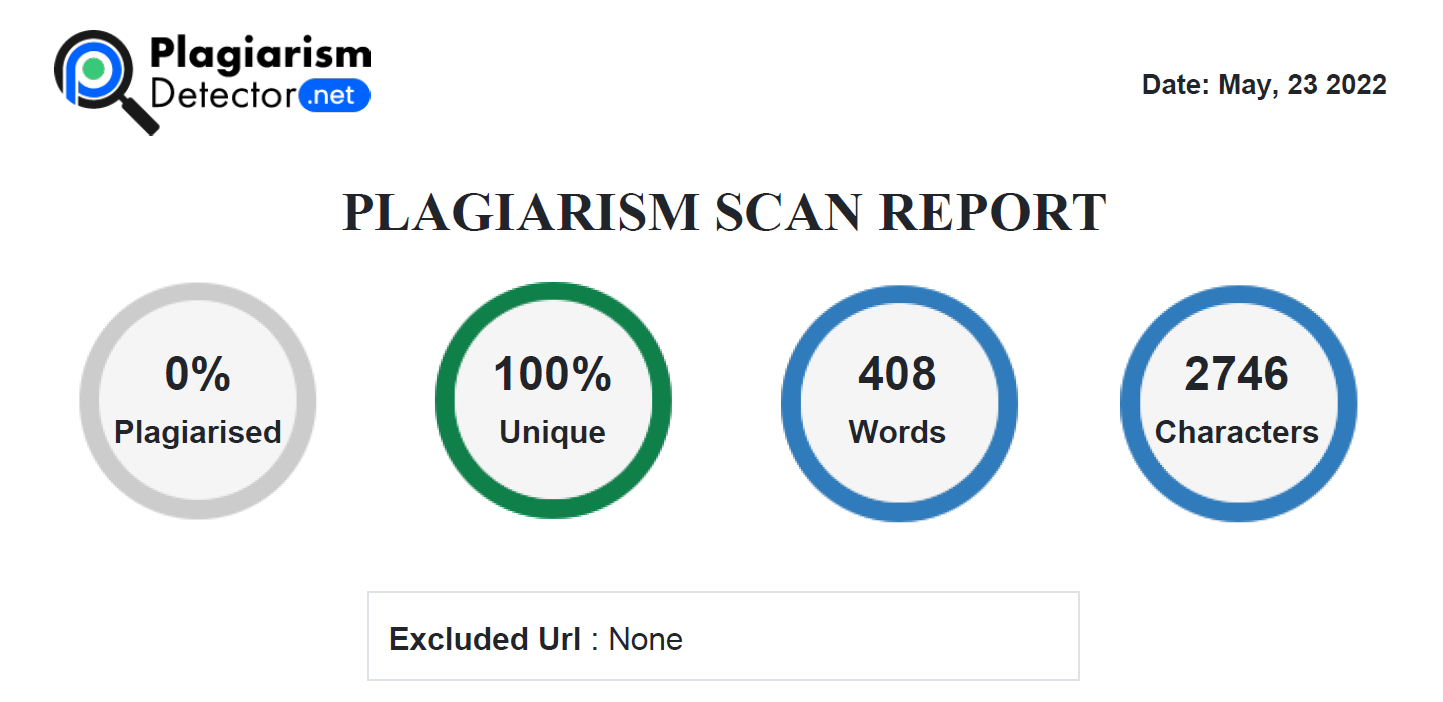 Plagiarism
Detector.net
Date: May, 23 2022
PLAGIARISM SCAN REPORT
0%
Plagiarised
100%
Unique
408
Words
2746
Characters
Excluded Url : None